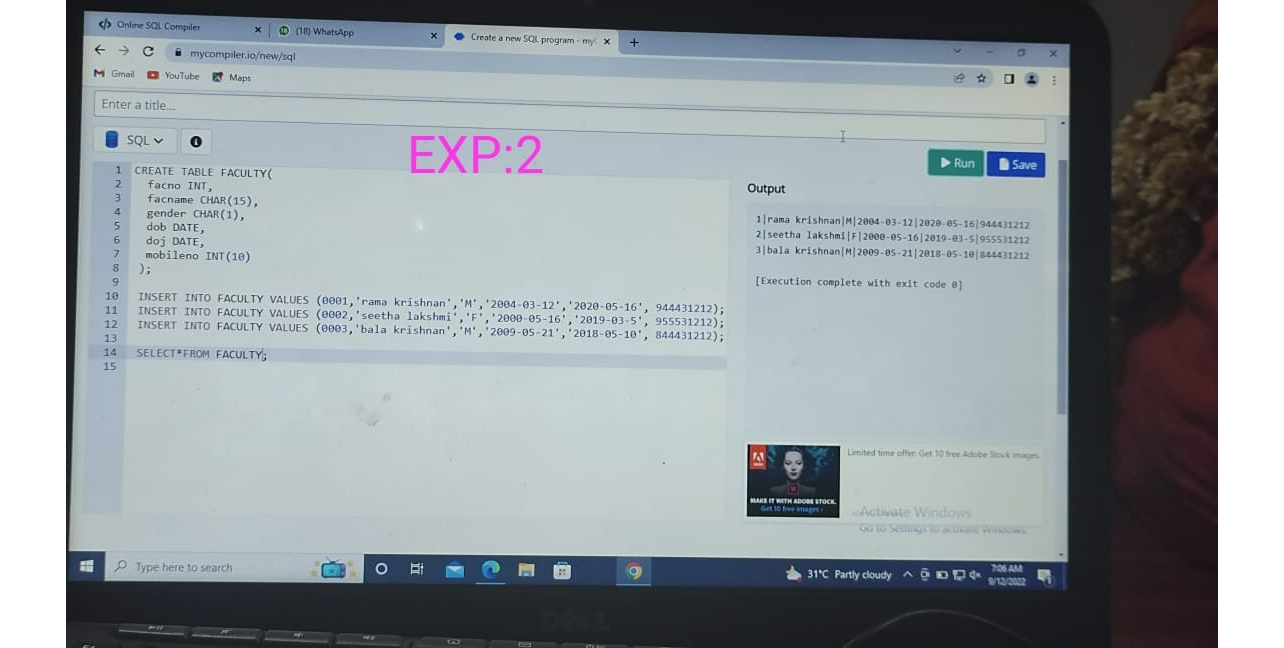 Online SQL Compiler
(18) WhatsApp
Create a new SQL program - my
mycompiler.io/new/sql
Gmail YouTube Maps
Enter a title...
SQL
EXP:2
Run Save
1 CREATE TABLE FACULTY(
2 facno INT,
3 facname CHAR(15),
4 gender CHAR(1),
5 dob DATE,
6 doj DATE,
7 mobileno INT(10)
8 );
9
10 INSERT INTO FACULTY VALUES (0001,'rama krishnan','M','2004-03-12','2020-05-16', 944431212);
11 INSERT INTO FACULTY VALUES (0002,'seetha lakshmi','F','2000-05-16','2019-03-5', 955531212);
12 INSERT INTO FACULTY VALUES (0003,'bala krishnan','M','2009-05-21','2018-05-10', 844431212);
13
14 SELECT*FROM FACULTY;
15
Output
1|rama krishnan|M|2004-03-12|2020-05-16|944431212
2|seetha lakshmi|F|2000-05-16|2019-03-5|955531212
3|bala krishnan|M|2009-05-21|2018-05-10|844431212
[Execution complete with exit code 0]
Limited time offer: Get 10 free Adobe Stock images.
Adobe
MAKE IT WITH ADOBE STOCK.
Get 10 free images ›
Activate Windows
Go to Settings to activate Windows.
Type here to search
31°C Partly cloudy
7:06 AM
9/12/2022
DELL